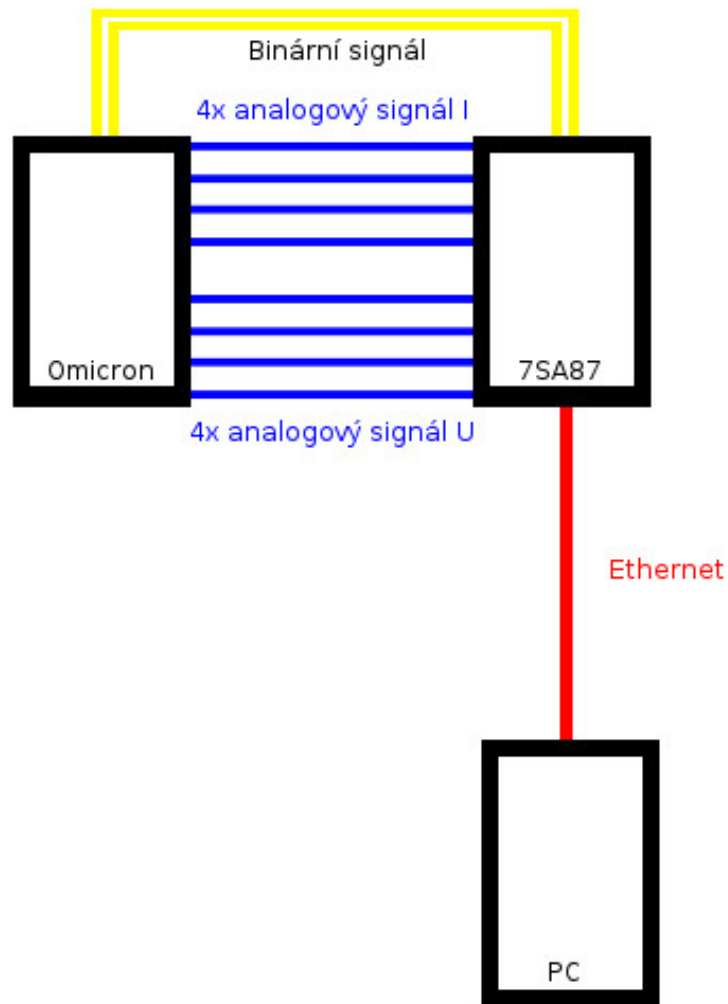 Binární signál
4x analogový signál I
Omicron
7SA87
4x analogový signál U
Ethernet
PC